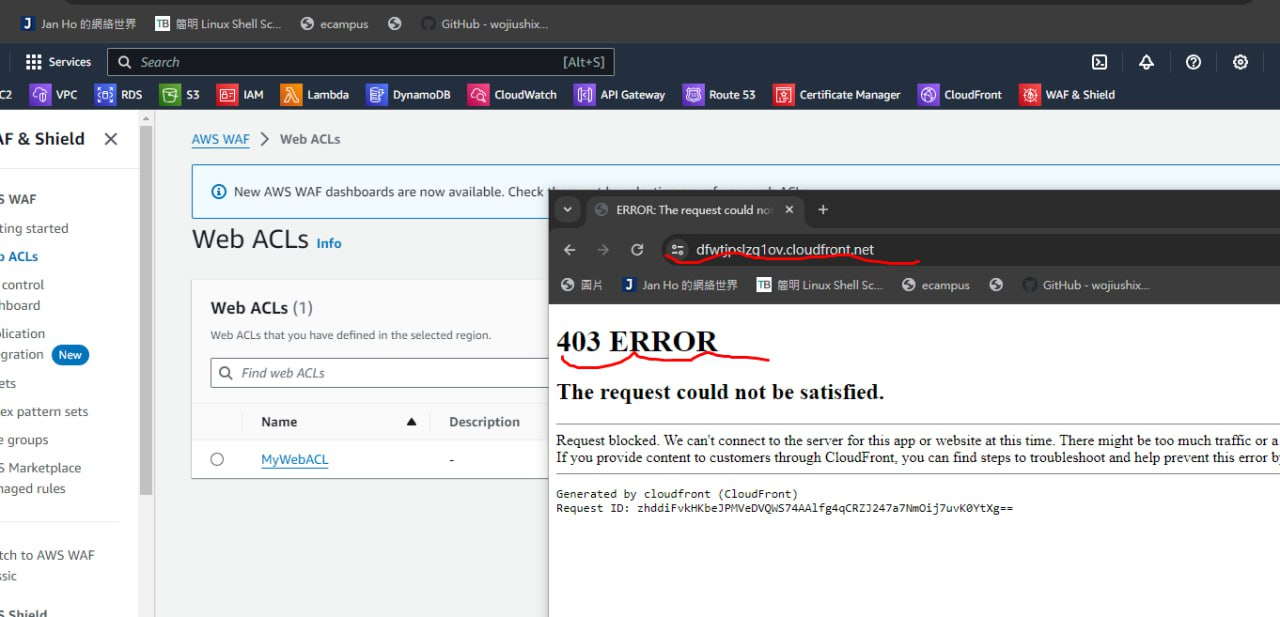 Jan Ho 的網絡世界 簡明 Linux Shell Sc... ecampus GitHub - wojiushix...
Services Search [Alt+S]
C2 VPC RDS S3 IAM Lambda DynamoDB CloudWatch API Gateway Route 53 Certificate Manager CloudFront WAF & Shield
AF & Shield
AWS WAF > Web ACLs
New AWS WAF dashboards are now available. Check
S WAF
ting started
b ACLs
control
hboard
lication
gration New
ets
ex pattern sets
e groups
S Marketplace
naged rules
tch to AWS WAF
ssic
S Shield
Web ACLs Info
Web ACLs (1)
Web ACLs that you have defined in the selected region.
Find web ACLs
Name Description
MyWebACL -
ERROR: The request could not
dfwtjpslzq1ov.cloudfront.net
圖片 Jan Ho 的網絡世界 簡明 Linux Shell Sc... ecampus GitHub - wojiushix...
403 ERROR
The request could not be satisfied.
Request blocked. We can't connect to the server for this app or website at this time. There might be too much traffic or a
If you provide content to customers through CloudFront, you can find steps to troubleshoot and help prevent this error by
Generated by cloudfront (CloudFront)
Request ID: zhddiFvkHKbeJPMVeDVQWS74AAlfg4qCRZJ247a7NmOij7uvK0YtXg==